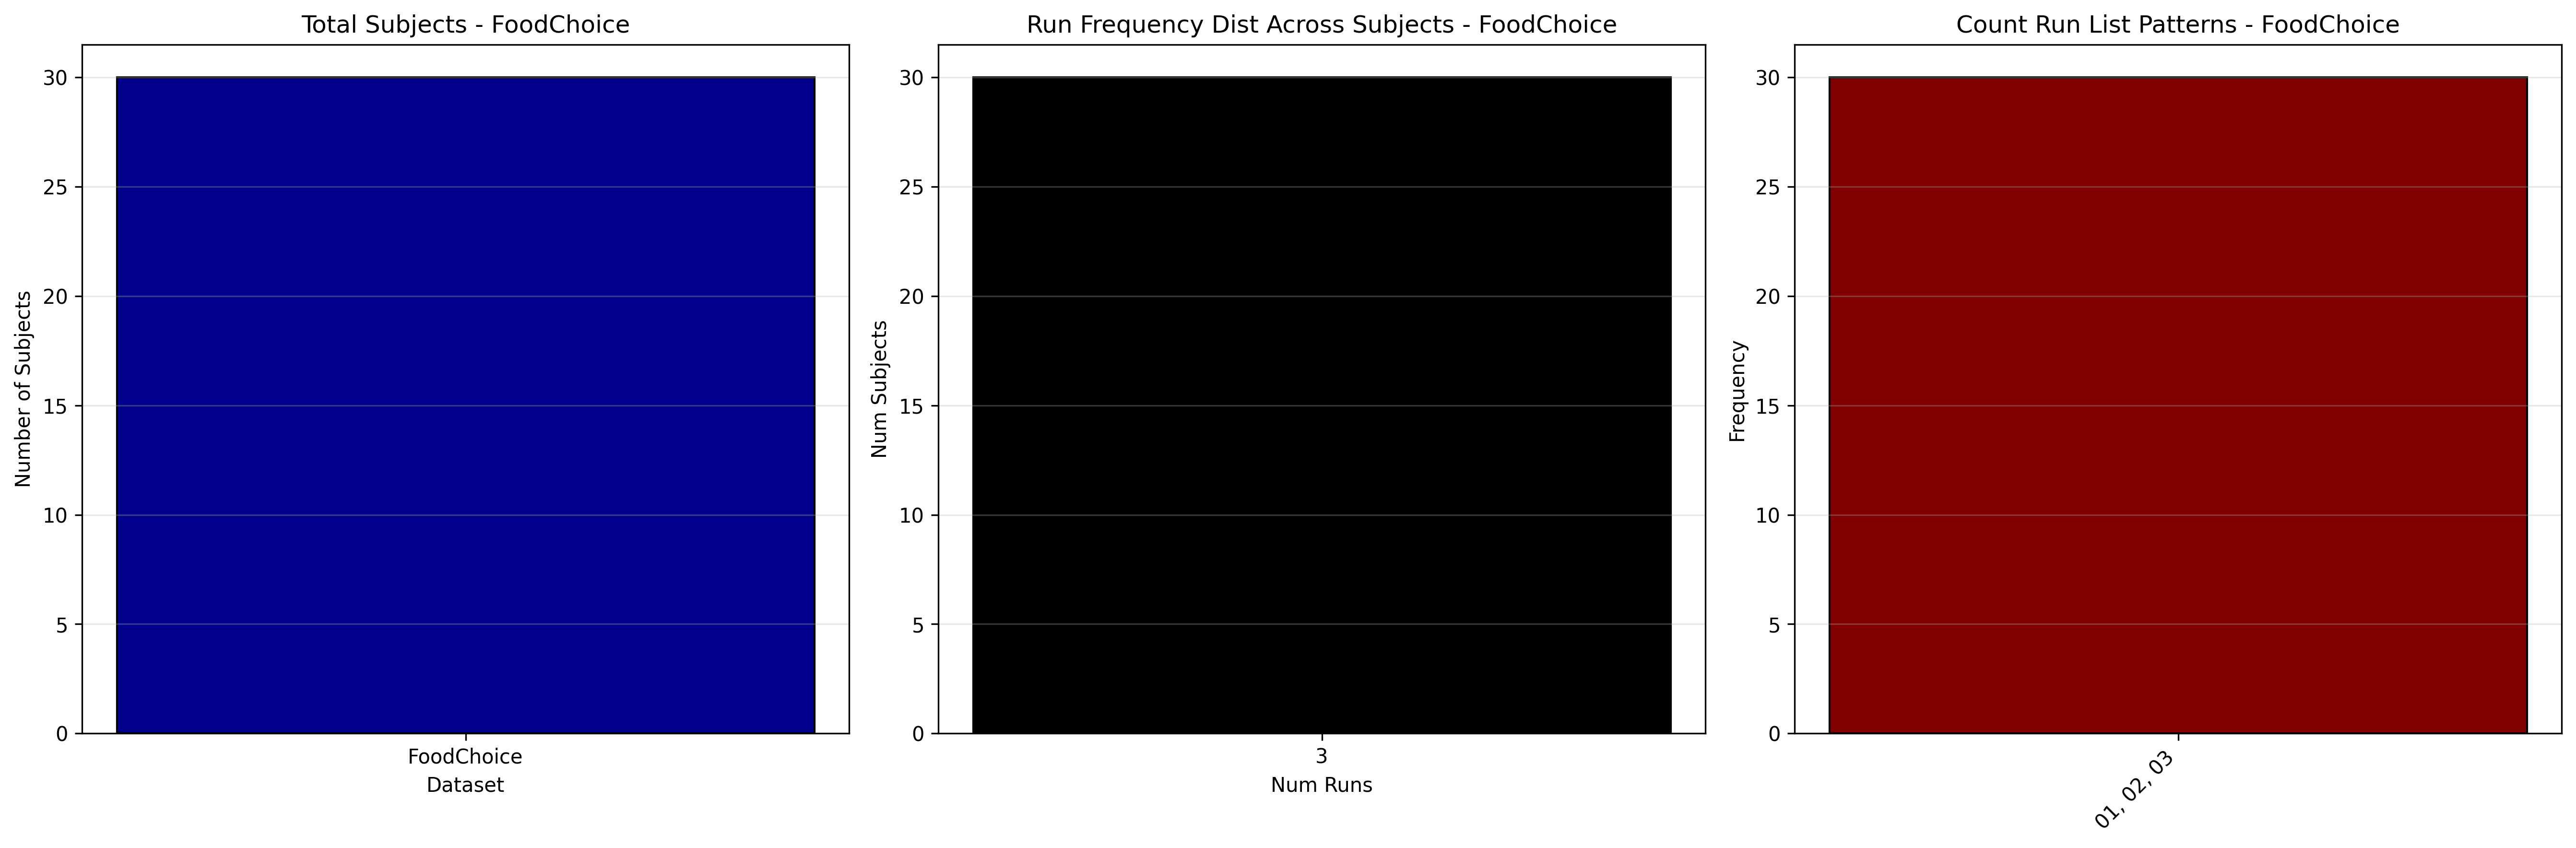 Total Subjects - FoodChoice
Number of Subjects
30
25
20
15
10
5
0
FoodChoice
Dataset
Run Frequency Dist Across Subjects - FoodChoice
Num Subjects
30
25
20
15
10
5
0
3
Num Runs
Count Run List Patterns - FoodChoice
Frequency
30
25
20
15
10
5
0
01, 02, 03